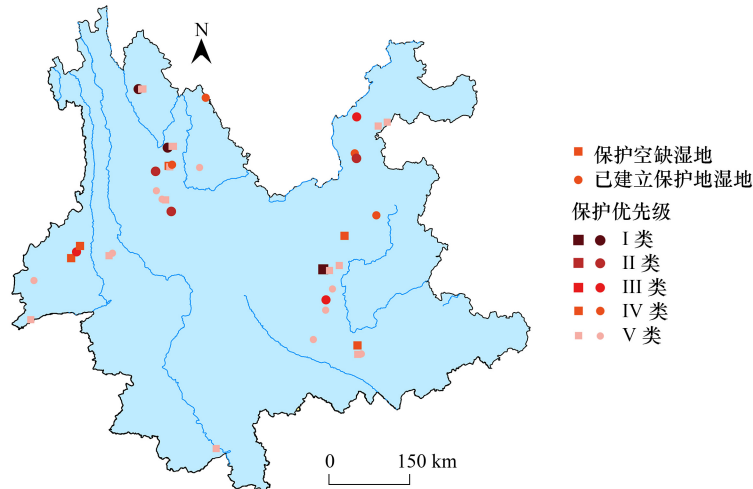 N
保护空缺湿地
已建立保护地湿地
保护优先级
I 类
II 类
III 类
IV 类
V 类
0 150 km